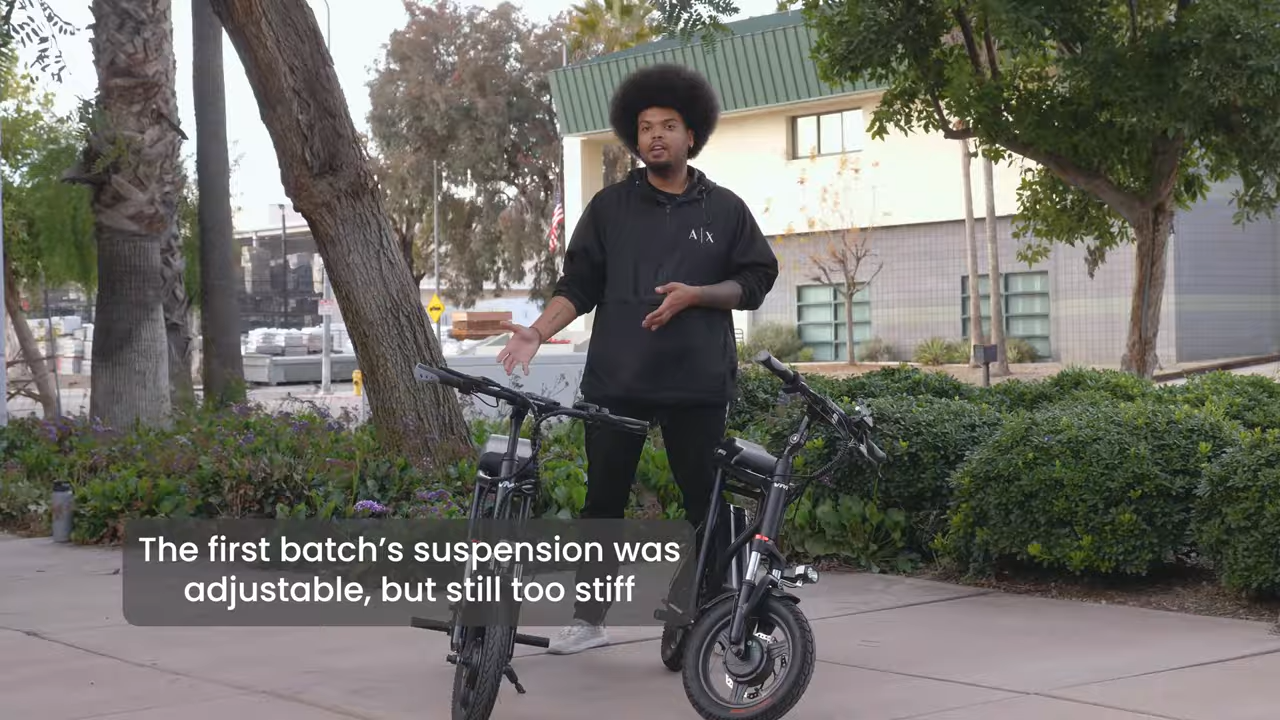 A|X
The first batch's suspension was
adjustable, but still too stiff